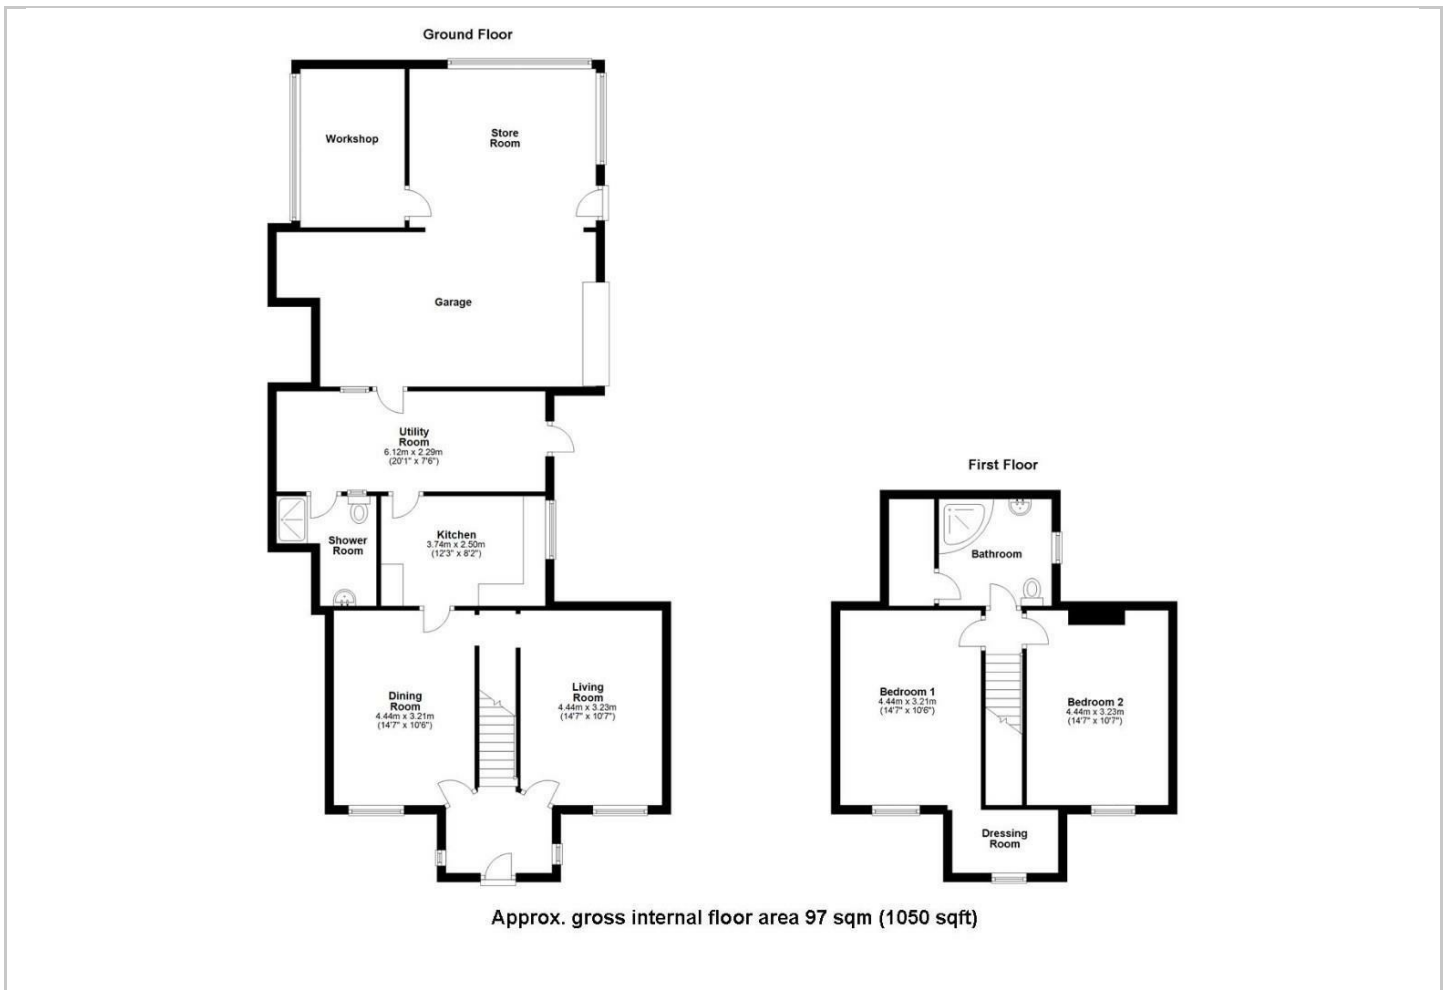 Ground Floor
Workshop
Store
Room
Garage
Utility
Room
6.12m x 2.29m
(20'1" x 7'6")
Shower
Room
Kitchen
3.74m x 2.50m
(12'3" x 8'2")
Dining
Room
4.44m x 3.21m
(14'7" x 10'6")
Living
Room
4.44m x 3.23m
(14'7" x 10'7")
First Floor
Bathroom
Bedroom 1
4.44m x 3.21m
(14'7" x 10'6")
Bedroom 2
4.44m x 3.23m
(14'7" x 10'7")
Dressing
Room
Approx. gross internal floor area 97 sqm (1050 sqft)